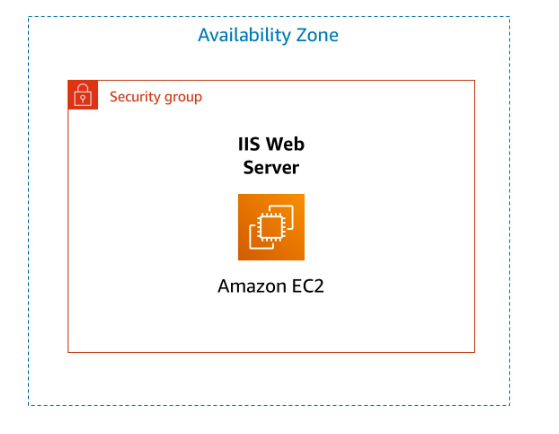 Availability Zone
Security group
IIS Web
Server
Amazon EC2